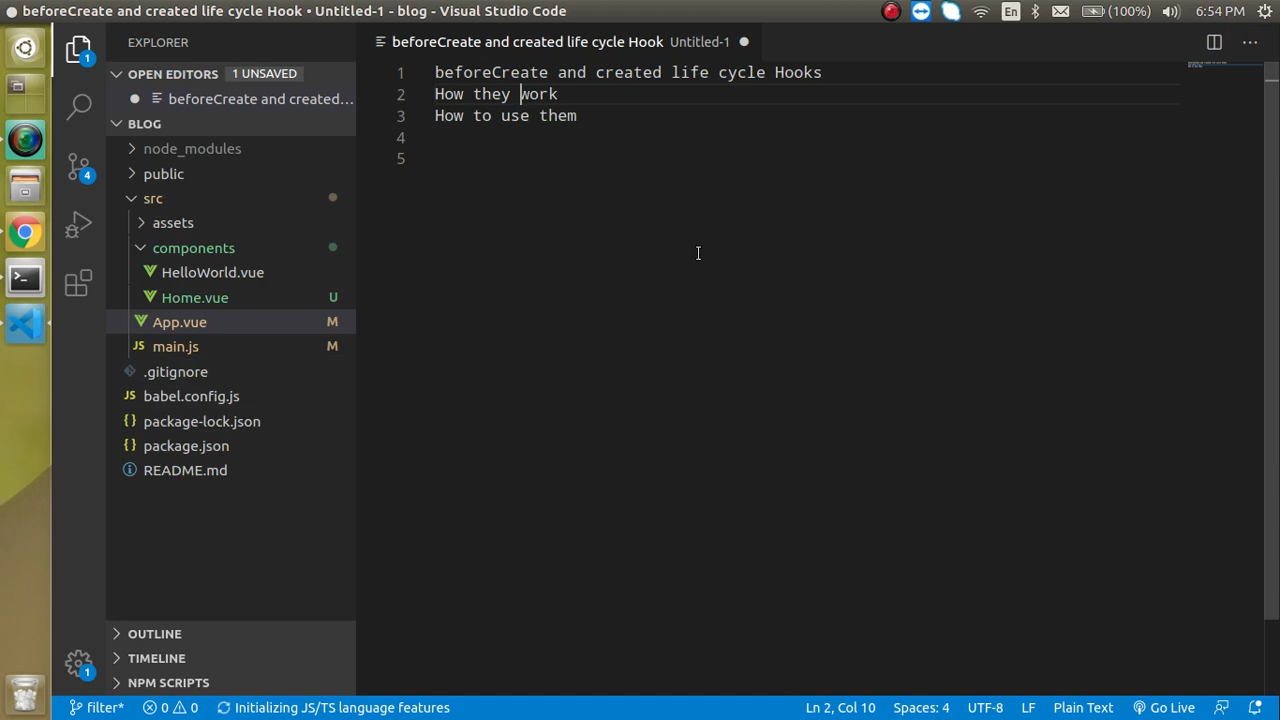 beforeCreate and created life cycle Hook • Untitled-1 - blog - Visual Studio Code
En
(100%)
6:54 PM
EXPLORER
OPEN EDITORS
1 UNSAVED
beforeCreate and created...
BLOG
node_modules
public
src
assets
components
HelloWorld.vue
Home.vue U
App.vue M
JS main.js M
.gitignore
JS babel.config.js
{} package-lock.json
{} package.json
README.md
OUTLINE
TIMELINE
NPM SCRIPTS
1
4
1
beforeCreate and created life cycle Hook Untitled-1
1 beforeCreate and created life cycle Hooks
2 How they work
3 How to use them
4
5
filter*
0
0
Initializing JS/TS language features
Ln 2, Col 10
Spaces: 4
UTF-8
LF
Plain Text
Go Live